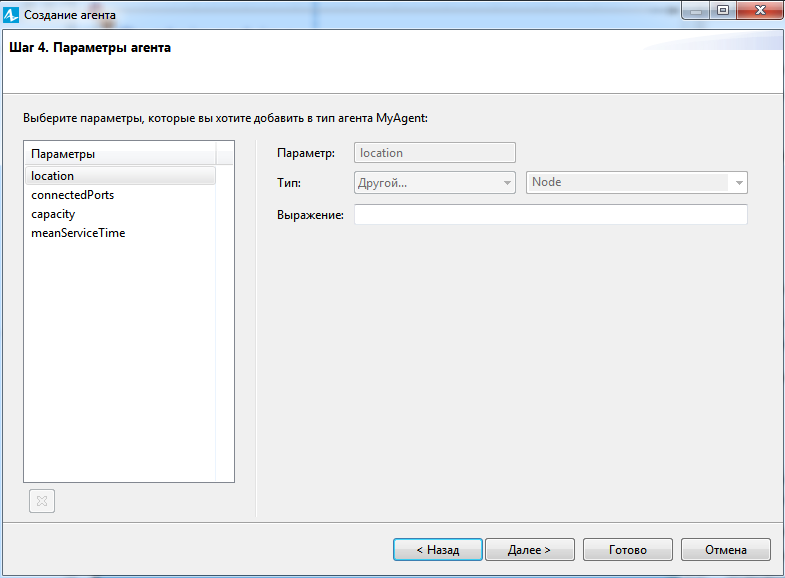 Создание агента
Шаг 4. Параметры агента
Выберите параметры, которые вы хотите добавить в тип агента MyAgent:
Параметры
location
connectedPorts
capacity
meanServiceTime
Параметр: location
Тип: Другой... Node
Выражение:
< Назад Далее > Готово Отмена